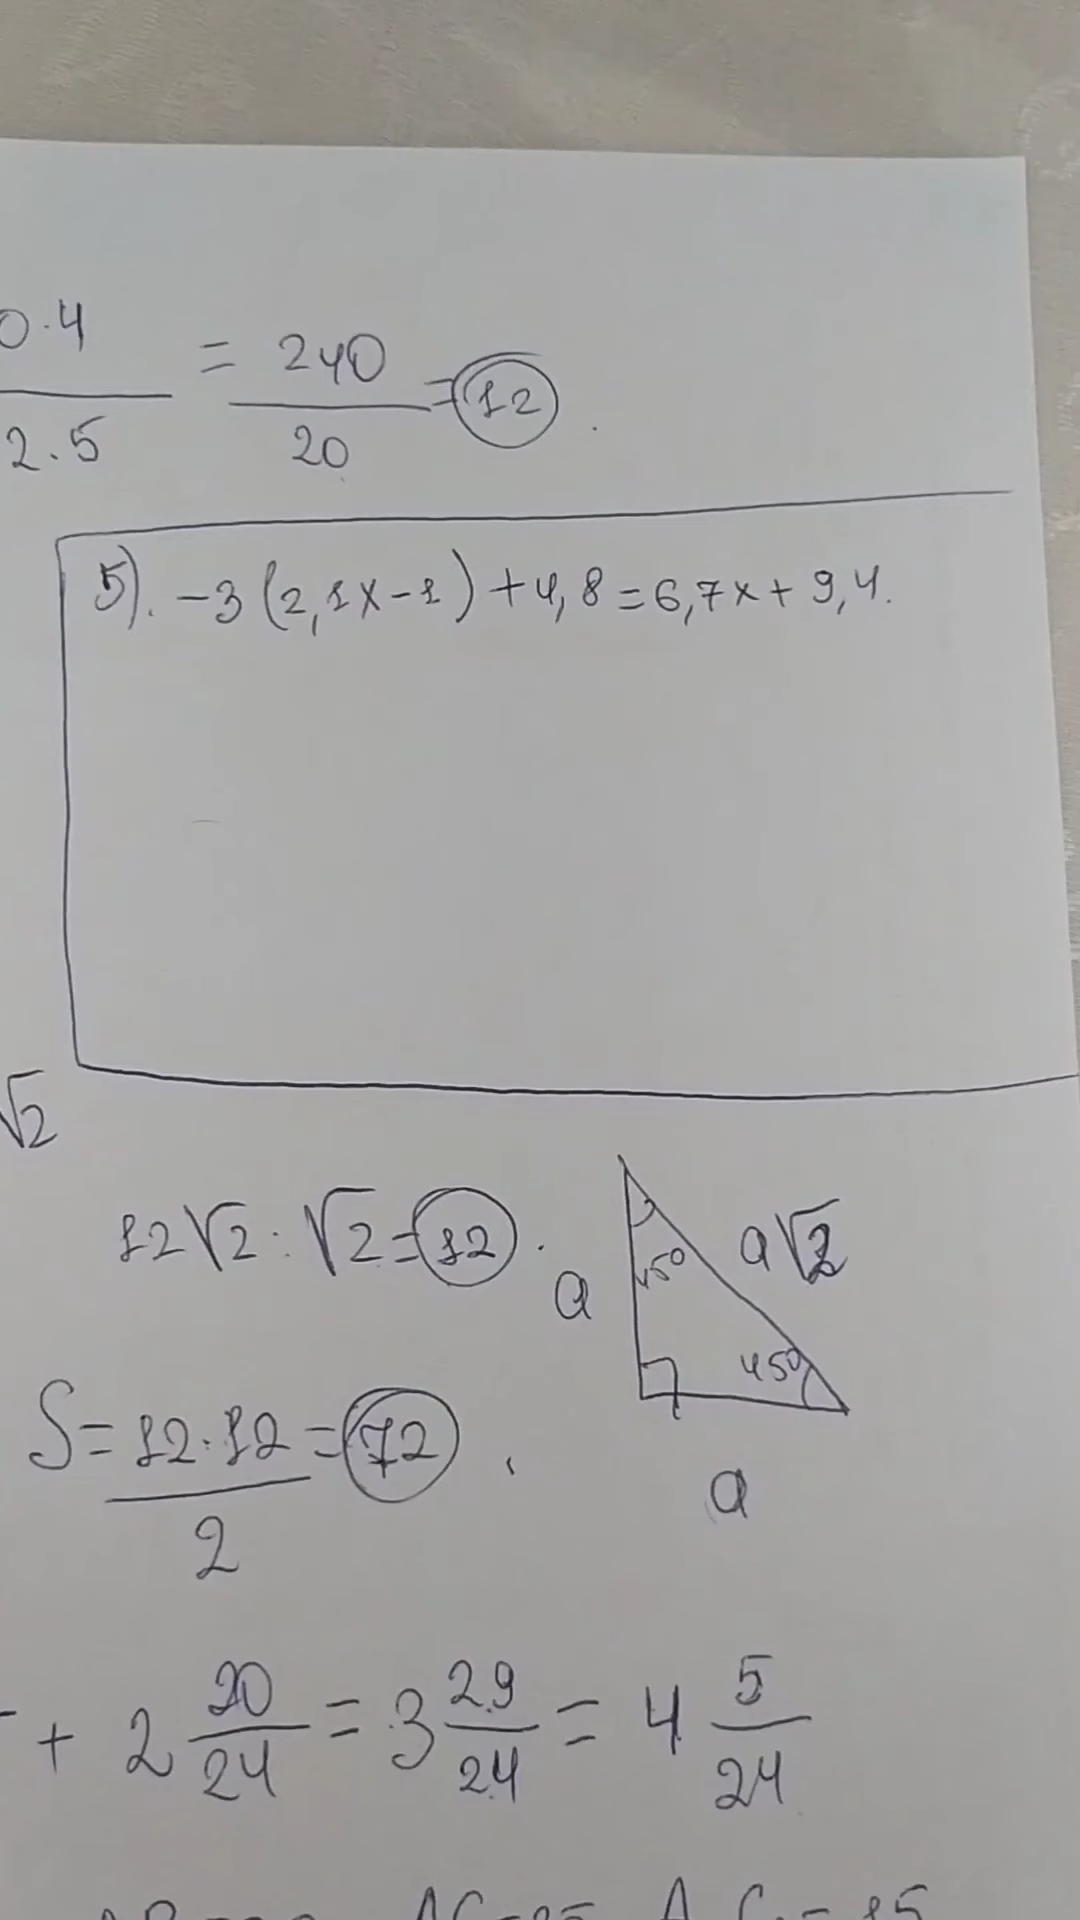 0·4/2·5 = 240/20 = 12.
5). -3(2,1x-1)+4,8=6,7x+9,4.
√2
12√2 : √2 = 12.
45°
a√2
a
45°
S = 12·12/2 = 72
a
+ 2 20/24 = 3 29/24 = 4 5/24